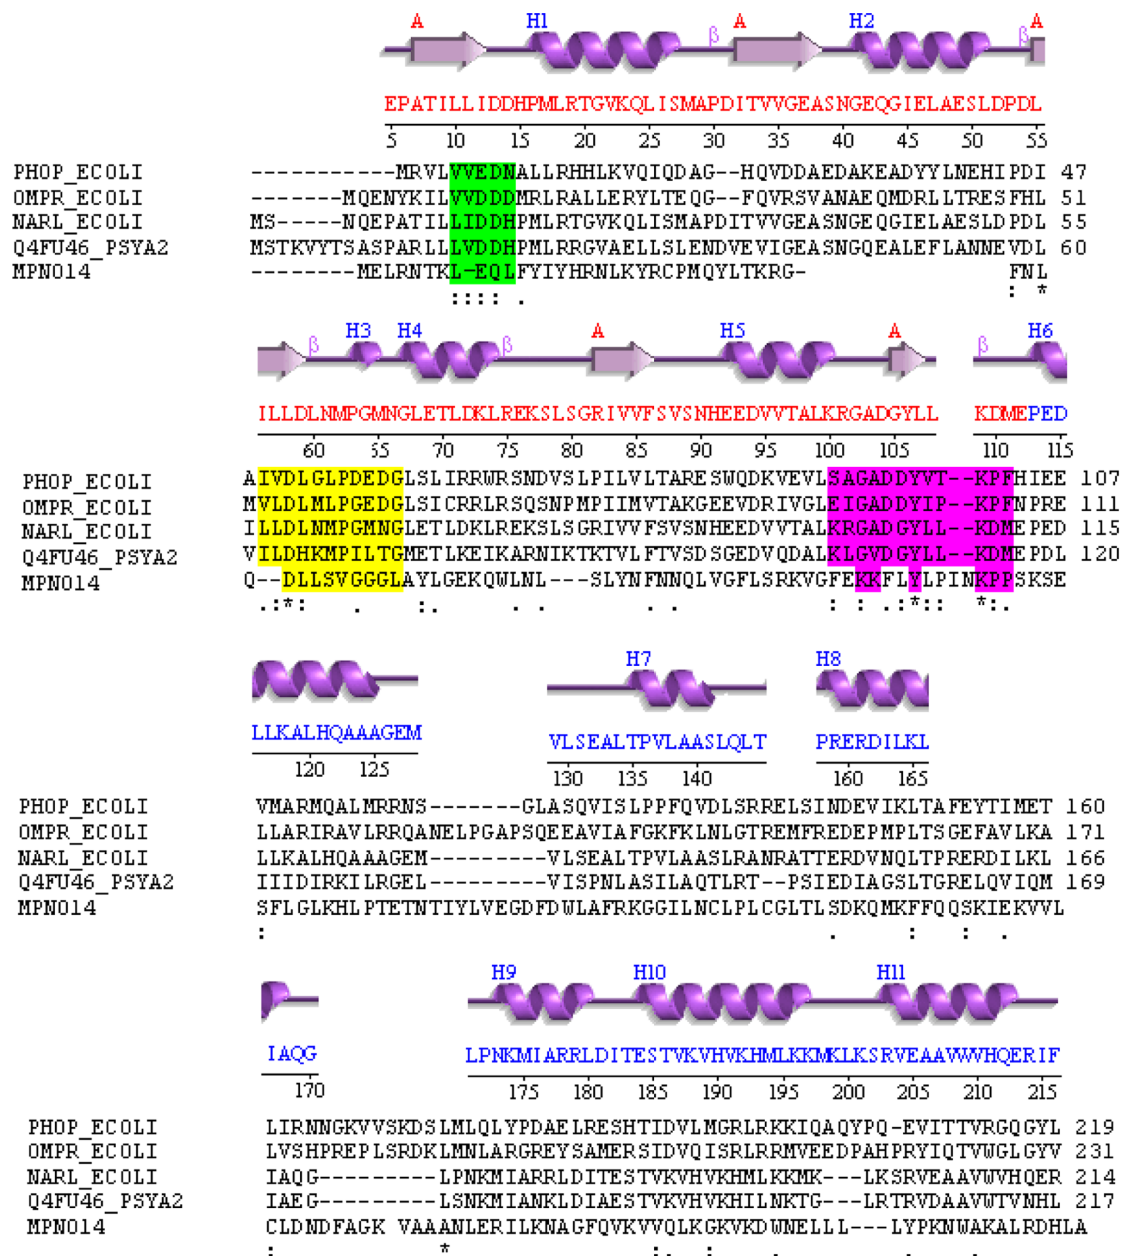 A H1 β A H2 β A
EPATILLIDDHPMLRTGVKQLISMAPDITVVGEASNGEQGIELAESLDPDL
5 10 15 20 25 30 35 40 45 50 55
PHOP_ECOLI -----------MRVLVVEDNALLRHHLKVQIQDAG--HQVDDAEDAKEADYYLNEHIPDI 47
OMPR_ECOLI -------MQENYKILVVDDDMRLRALLERYLTEQG--FQVRSVANAEQMDRLLTRESFHL 51
NARL_ECOLI MS-----NQEPATILLIDDHPMLRTGVKQLISMAPDITVVGEASNGEQGIELAESLDPDL 55
Q4FU46_PSYA2 MSTKVYTSASPARLLLVDDHPMLRRGVAELLSLENDVEVIGEASNGQEALEFLANNEVDL 60
MPN014 --------MELRNTKL-EQLFYIYHRNLKYRCPMQYLTKRG- FNL
:::: . : *
β H3 H4 β A H5 A β H6
ILLDLNMPGMNGLETLDKLREKSLSGRIVVFSVSNHEEDVVTALKRGADGYLL KDMEPED
60 65 70 75 80 85 90 95 100 105 110 115
PHOP_ECOLI AIVDLGLPDEDGLSLIRRWRSNDVSLPILVLTARESWQDKVEVLSAGADDYVT--KPFHIEE 107
OMPR_ECOLI MVLDLMLPGEDGLSICRRLRSQSNPMPIIMVTAKGEEVDRIVGLEIGADDYIP--KPFNPRE 111
NARL_ECOLI ILLDLNMPGMNGLETLDKLREKSLSGRIVVFSVSNHEEDVVTALKRGADGYLL--KDMEPED 115
Q4FU46_PSYA2 VILDHKMPILTGMETLKEIKARNIKTKTVLFTVSDSGEDVQDALKLGVDGYLL--KDMEPDL 120
MPN014 Q--DLLSVGGGLAYLGEKQWLNL---SLYNFNNQLVGFLSRKVGFEKKFLYLPINKPPSKSE
.:*: . :. . . . . : : .:*:: *:.
H7 H8
LLKALHQAAAGEM VLSEALTPVLAASLQLT PRERDILKL
120 125 130 135 140 160 165
PHOP_ECOLI VMARMQALMRRNS-------GLASQVISLPPFQVDLSRRELSINDEVIKLTAFEYTIMET 160
OMPR_ECOLI LLARIRAVLRRQANELPGAPSQEEAVIAFGKFKLNLGTREMFREDEPMPLTSGEFAVLKA 171
NARL_ECOLI LLKALHQAAAGEM---------VLSEALTPVLAASLRANRATTERDVNQLTPRERDILKL 166
Q4FU46_PSYA2 IIIDIRKILRGEL---------VISPNLASILAQTLRT--PSIEDIAGSLTGRELQVIQM 169
MPN014 SFLGLKHLPTETNTIYLVEGDFDWLAFRKGGILNCLPLCGLTLSDKQMKFFQQSKIEKVVL
: . : : .
H9 H10 H11
IAQG LPNKMIARRLDITESTVKVHVKHMLKKMKLKSRVEAAVWVHQERIF
170 175 180 185 190 195 200 205 210 215
PHOP_ECOLI LIRNNGKVVSKDSLMLQLYPDAELRESHTIDVLMGRLRKKIQAQYPQ-EVITTVRGQGYL 219
OMPR_ECOLI LVSHPREPLSRDKLMNLARGREYSAMERSIDVQISRLRRMVEEDPAHPRYIQTVWGLGYV 231
NARL_ECOLI IAQG---------LPNKMIARRLDITESTVKVHVKHMLKKMK---LKSRVEAAVWVHQER 214
Q4FU46_PSYA2 IAEG---------LSNKMIANKLDIAESTVKVHVKHILNKTG---LRTRVDAAVWTVNHL 217
MPN014 CLDNDFAGK VAAANLERILKNAGFQVKVVQLKGKVKDWNELLL---LYPKNWAKALRDHLA
: * :. : . . .